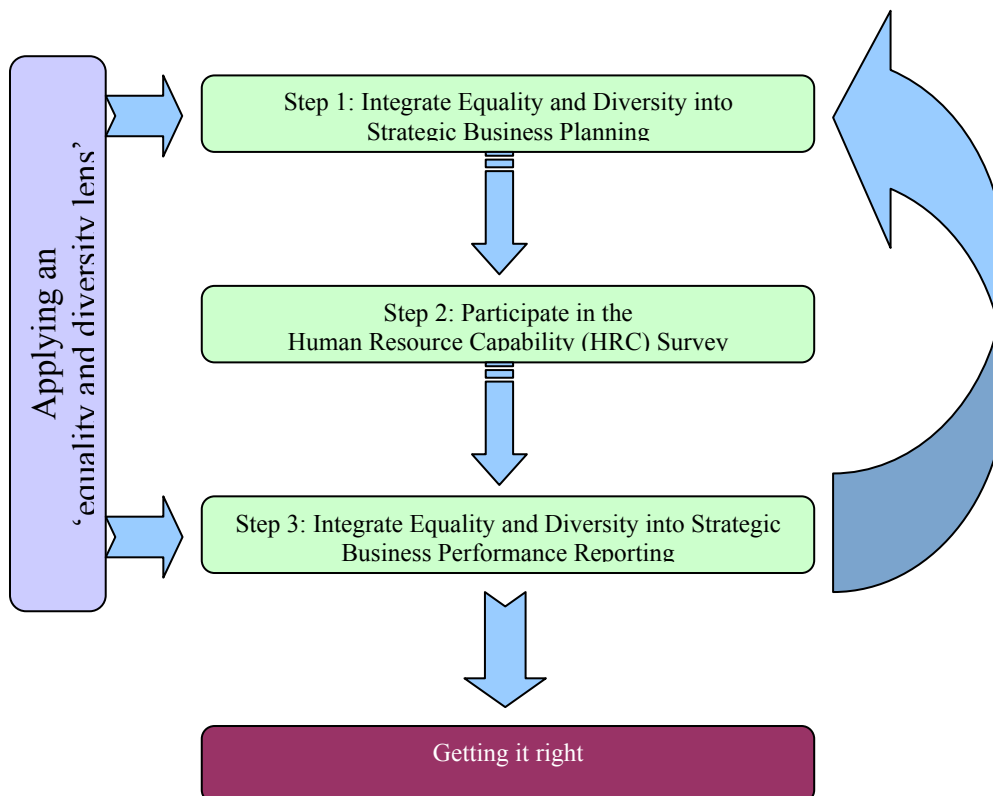 Applying an
‘equality and diversity lens’
Step 1: Integrate Equality and Diversity into
Strategic Business Planning
Step 2: Participate in the
Human Resource Capability (HRC) Survey
Step 3: Integrate Equality and Diversity into Strategic
Business Performance Reporting
Getting it right